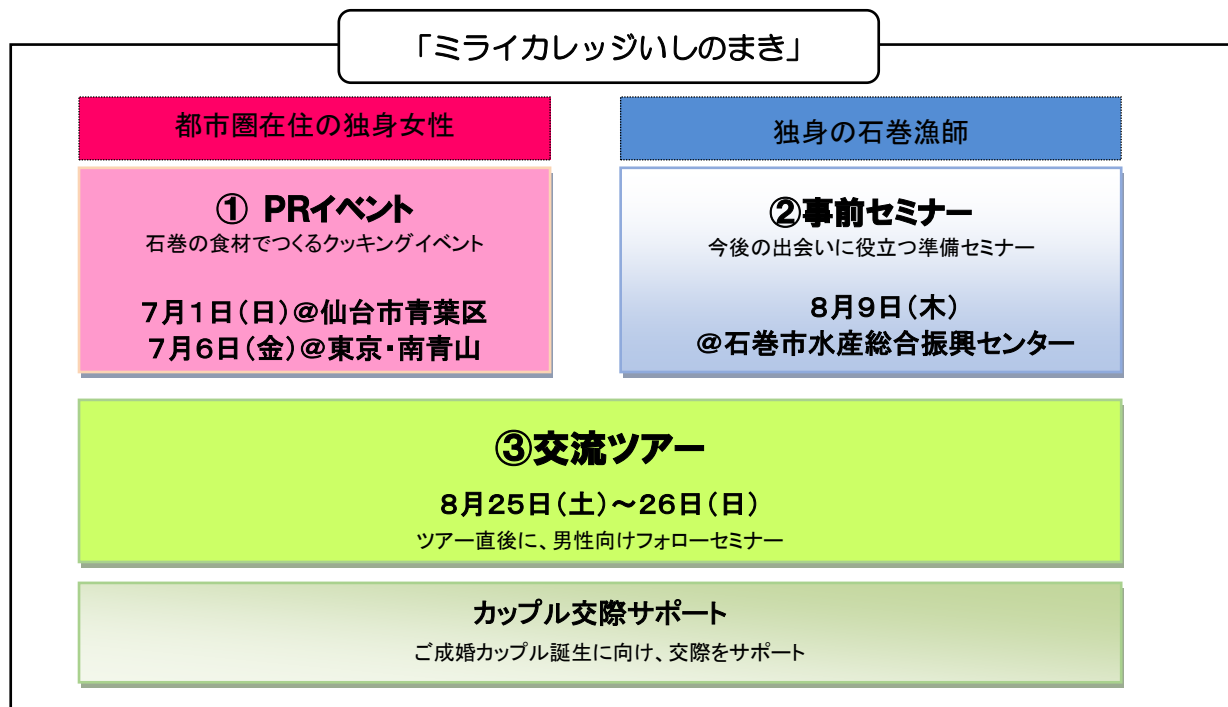 「ミライカレッジいしのまき」
都市圏在住の独身女性
① PRイベント
石巻の食材でつくるクッキングイベント
7月1日(日)@仙台市青葉区
7月6日(金)@東京・南青山
独身の石巻漁師
②事前セミナー
今後の出会いに役立つ準備セミナー
8月9日(木)
@石巻市水産総合振興センター
③交流ツアー
8月25日(土)~26日(日)
ツアー直後に、男性向けフォローセミナー
カップル交際サポート
ご成婚カップル誕生に向け、交際をサポート